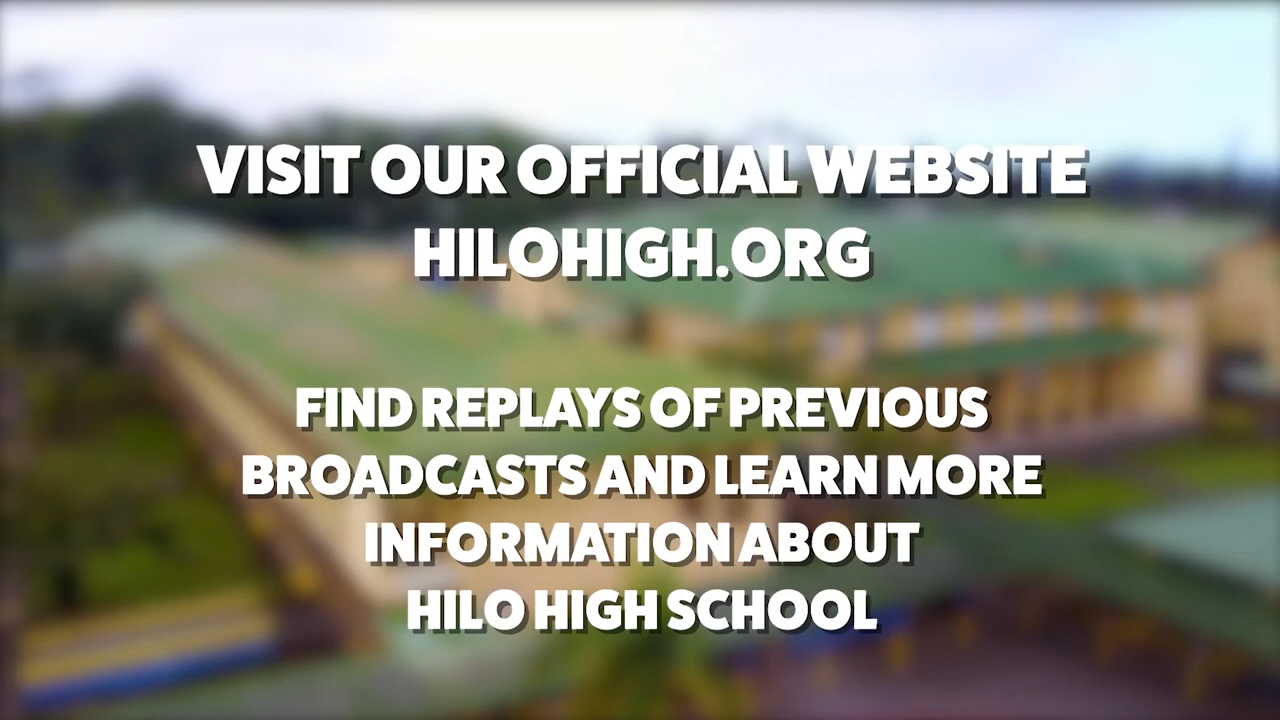 VISIT OUR OFFICIAL WEBSITE
HILOHIGH.ORG
FIND REPLAYS OF PREVIOUS
BROADCASTS AND LEARN MORE
INFORMATION ABOUT
HILO HIGH SCHOOL